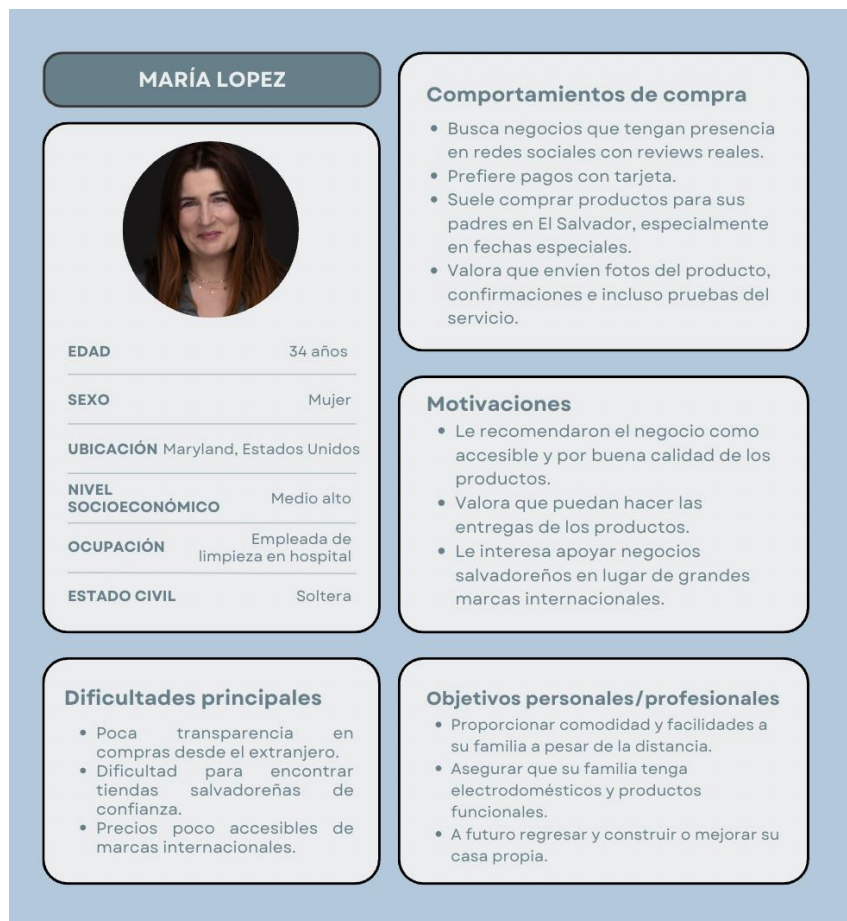 MARÍA LOPEZ
EDAD 34 años
SEXO Mujer
UBICACIÓN Maryland, Estados Unidos
NIVEL
SOCIOECONÓMICO Medio alto
OCUPACIÓN Empleada de
limpieza en hospital
ESTADO CIVIL Soltera
Comportamientos de compra
• Busca negocios que tengan presencia
en redes sociales con reviews reales.
• Prefiere pagos con tarjeta.
• Suele comprar productos para sus
padres en El Salvador, especialmente
en fechas especiales.
• Valora que envíen fotos del producto,
confirmaciones e incluso pruebas del
servicio.
Motivaciones
• Le recomendaron el negocio como
accesible y por buena calidad de los
productos.
• Valora que puedan hacer las
entregas de los productos.
• Le interesa apoyar negocios
salvadoreños en lugar de grandes
marcas internacionales.
Dificultades principales
• Poca transparencia en
compras desde el extranjero.
• Dificultad para encontrar
tiendas salvadoreñas de
confianza.
• Precios poco accesibles de
marcas internacionales.
Objetivos personales/profesionales
• Proporcionar comodidad y facilidades a
su familia a pesar de la distancia.
• Asegurar que su familia tenga
electrodomésticos y productos
funcionales.
• A futuro regresar y construir o mejorar su
casa propia.